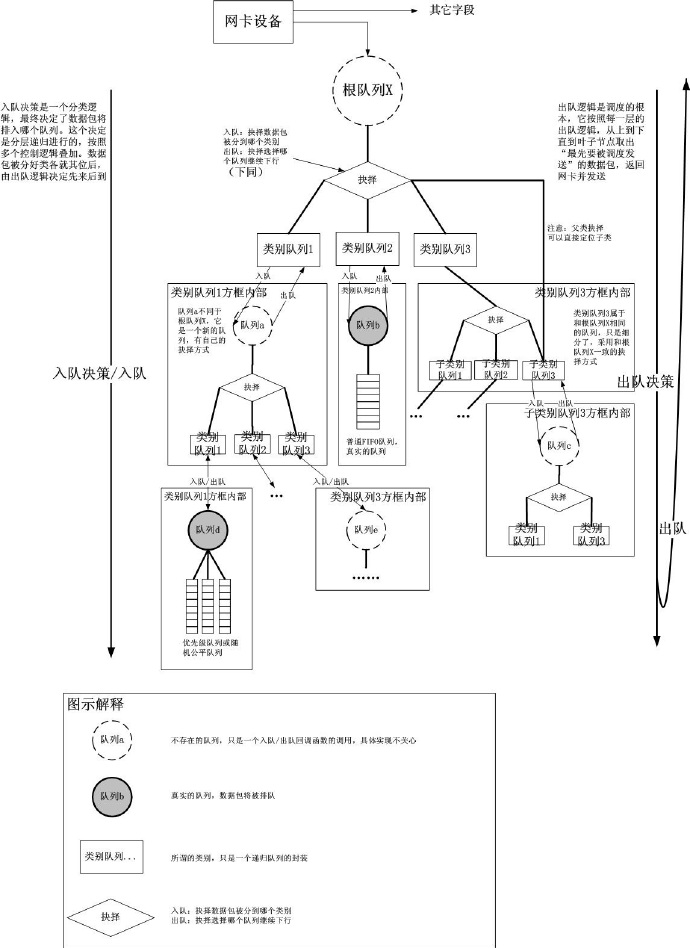 网卡设备
其它字段
根队列X
入队决策是一个分类逻
辑，最终决定了数据包将
排入哪个队列。这个决定
是分层递归进行的，按照
多个控制逻辑叠加。数据
包被分好类各就其位后，
由出队逻辑决定先来后到
入队：抉择数据包
被分到哪个类别
出队：抉择选择哪
个队列继续下行
（下同）
出队逻辑是调度的根
本，它按照每一层的
出队逻辑，从上到下
直到叶子节点取出
“最先要被调度发
送”的数据包，返回
网卡并发送
抉择
注意：父类抉择
可以直接定位子类
类别队列1
类别队列2
类别队列3
入队
出队
入队
出队
类别队列1方框内部
队列a不同于
根队列X，它
是一个新的队
列，有自己的
抉择方式
队列a
抉择
类别
队列1
类别
队列2
类别
队列3
类别队列2内部
队列b
普通FIFO队列，
真实的队列
类别队列3方框内部
抉择
类别队列3属于
和根队列X相同
的队列，只是细
分了，采用和根
队列X一致的抉
择方式
子类别
队列1
子类别
队列2
子类别
队列3
…
…
入队决策/入队
出队决策
入队
出队
子类别队列3方框内部
队列c
抉择
类别
队列1
类别
队列3
出队
入队/出队
…
入队/出队
类别队列1方框内部
队列d
优先级队列或随
机公平队列
类别队列3方框内部
队列e
……
图示解释
队列a
不存在的队列，只是一个入队/出队回调函数的调用，具体实现不关心
队列b
真实的队列，数据包将被排队
类别队列...
所谓的类别，只是一个递归队列的封装
抉择
入队：抉择数据包被分到哪个类别
出队：抉择选择哪个队列继续下行